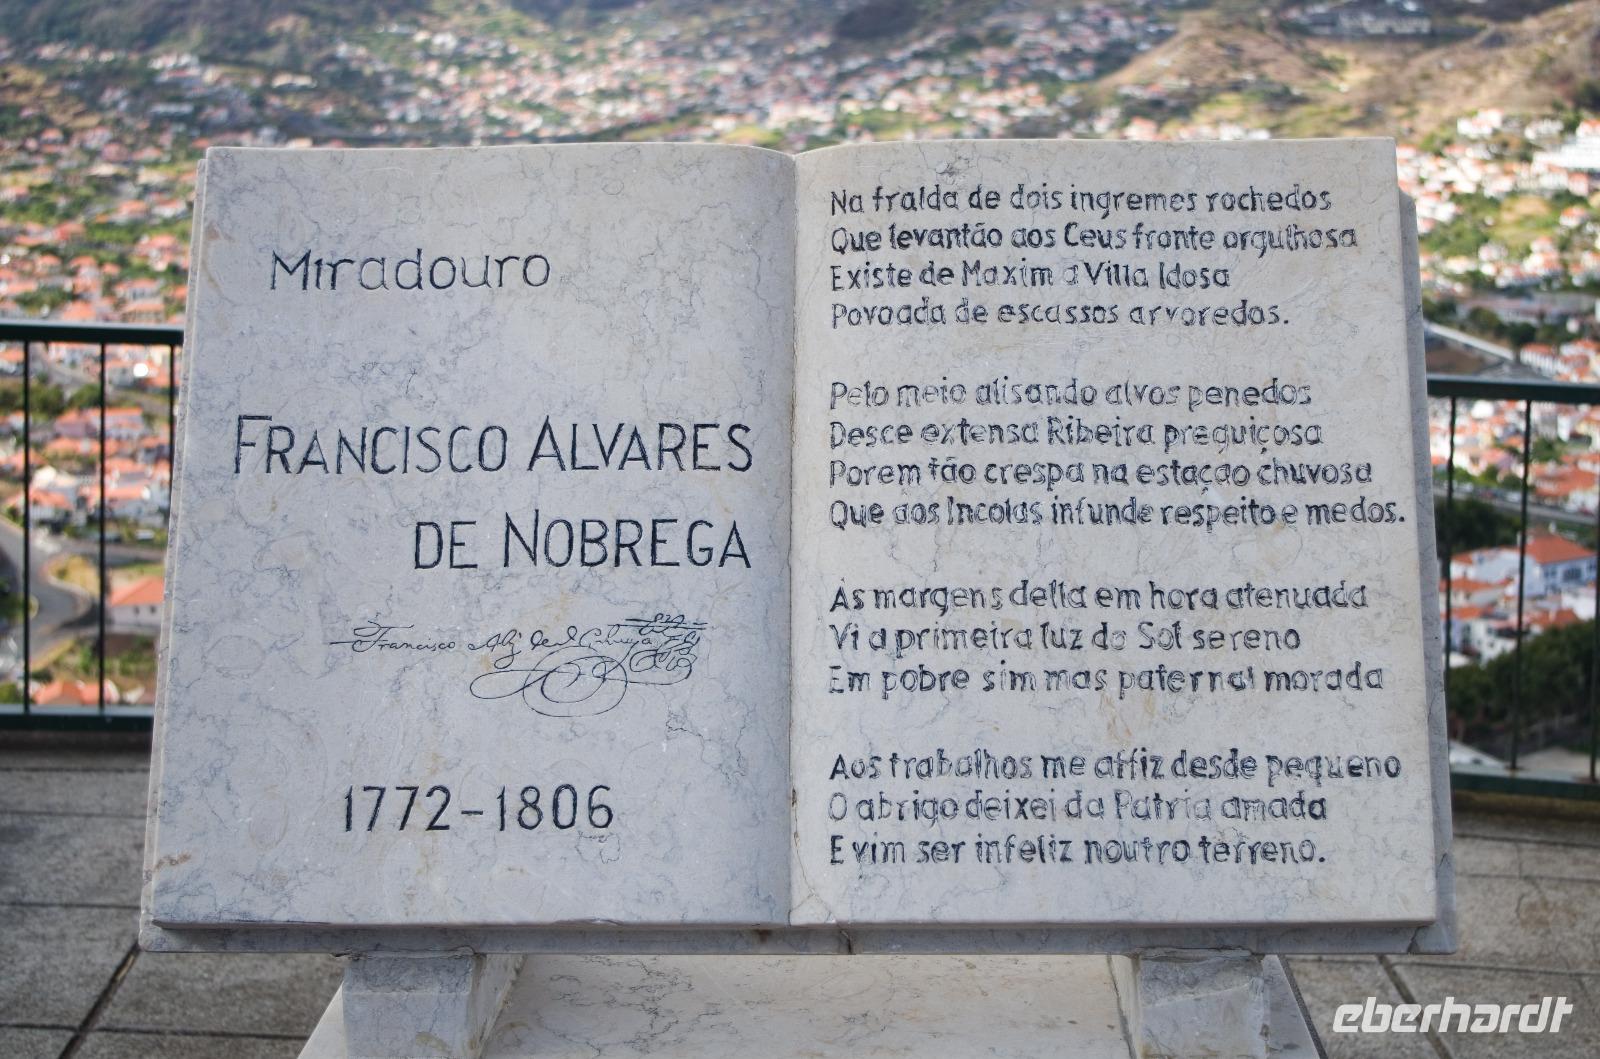 Miradouro
FRANCISCO ALVARES
DE NOBREGA
1772-1806
Na fralda de dois ingremes rochedos
Que levantão aos Ceus fronte orgulhosa
Existe de Maxim a Villa Idosa
Povoada de escassos arvoredos.
Pelo meio alisando alvos penedos
Desce extensa Ribeira preguiçosa
Porem tão crespa na estação chuvosa
Que aos Incolas infunde respeito e medos.
As margens della em hora atenuada
Vi a primeira luz do Sol sereno
Em pobre sim mas paternal morada
Aos trabalhos me affiz desde pequeno
O abrigo deixei da Patria amada
E vim ser infeliz noutro terreno.
eberhardt